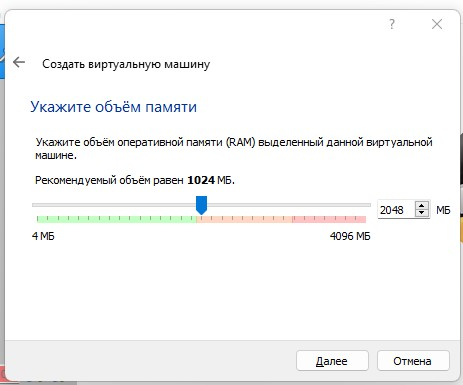 ?
Создать виртуальную машину
Укажите объём памяти
Укажите объём оперативной памяти (RAM) выделенный данной виртуальной
машине.
Рекомендуемый объём равен 1024 МБ.
2048 МБ
4 МБ 4096 МБ
Далее Отмена